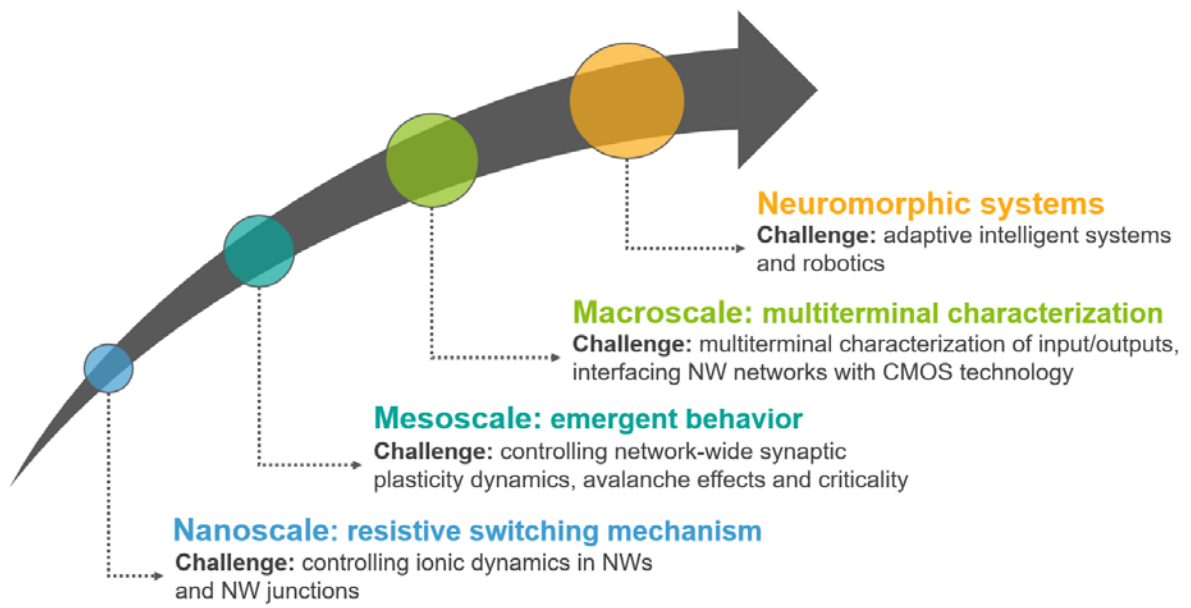 Neuromorphic systems
Challenge: adaptive intelligent systems
and robotics
Macroscale: multiterminal characterization
Challenge: multiterminal characterization of input/outputs,
interfacing NW networks with CMOS technology
Mesoscale: emergent behavior
Challenge: controlling network-wide synaptic
plasticity dynamics, avalanche effects and criticality
Nanoscale: resistive switching mechanism
Challenge: controlling ionic dynamics in NWs
and NW junctions